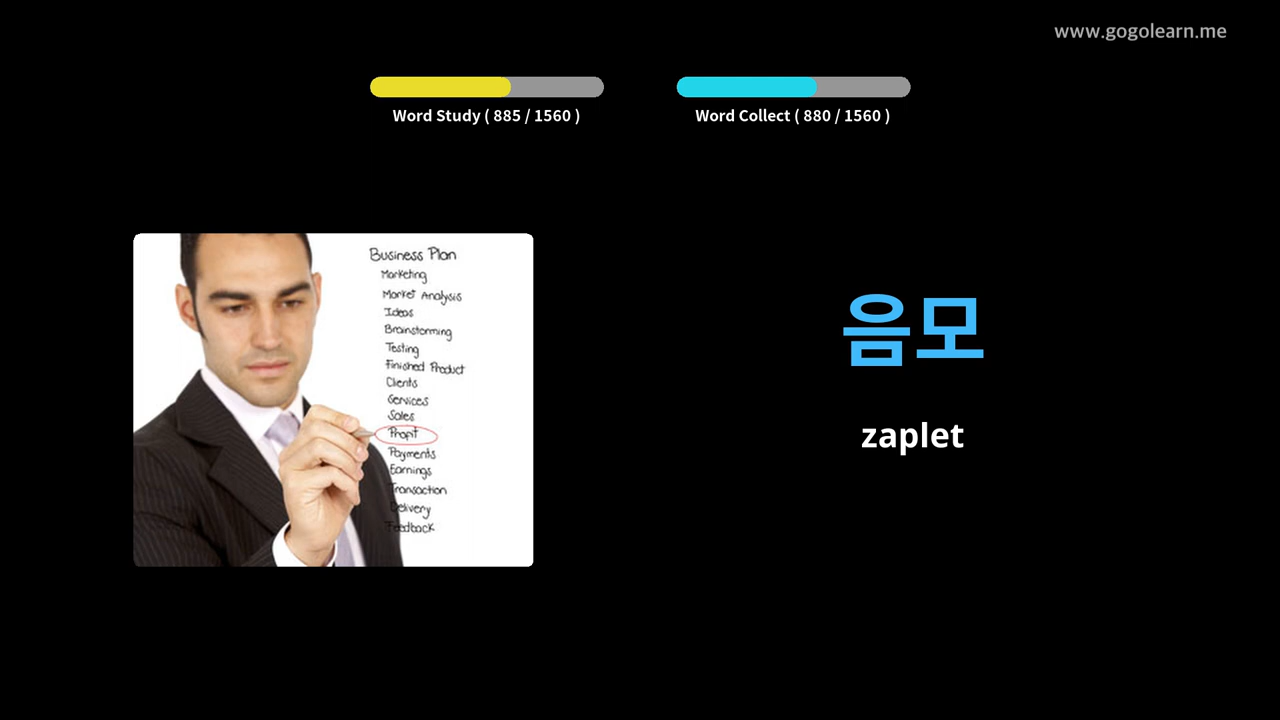 www.gogolearn.me
Word Study ( 885 / 1560 )
Word Collect ( 880 / 1560 )
Business Plan
Marketing
Market Analysis
Ideas
Brainstorming
Testing
Finished Product
Clients
Services
Sales
Profit
Payments
Earnings
Transaction
Delivery
Feedback
음모
zaplet